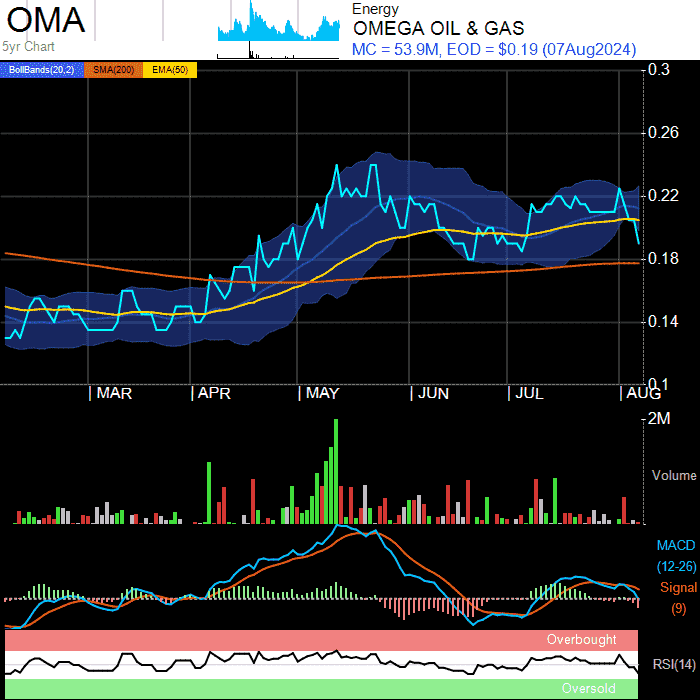 OMA
5yr Chart
Energy
OMEGA OIL & GAS
MC = 53.9M, EOD = $0.19 (07Aug2024)
BollBands(20,2) SMA(200) EMA(50)
0.3
0.26
0.22
0.18
0.14
0.1
MAR APR MAY JUN JUL AUG
2M
Volume
MACD
(12-26)
Signal
(9)
Overbought
RSI(14)
Oversold